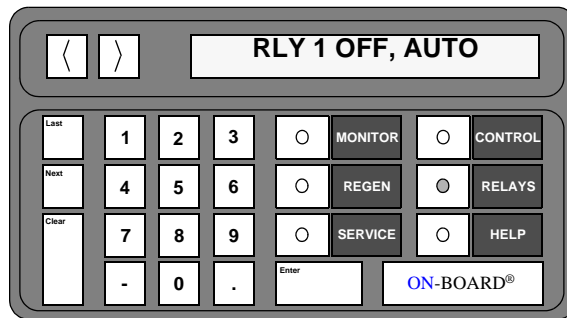 〈 〉 RLY 1 OFF, AUTO
Last 1 2 3 MONITOR CONTROL
Next 4 5 6 REGEN RELAYS
Clear 7 8 9 SERVICE HELP
- 0 . Enter ON-BOARD®